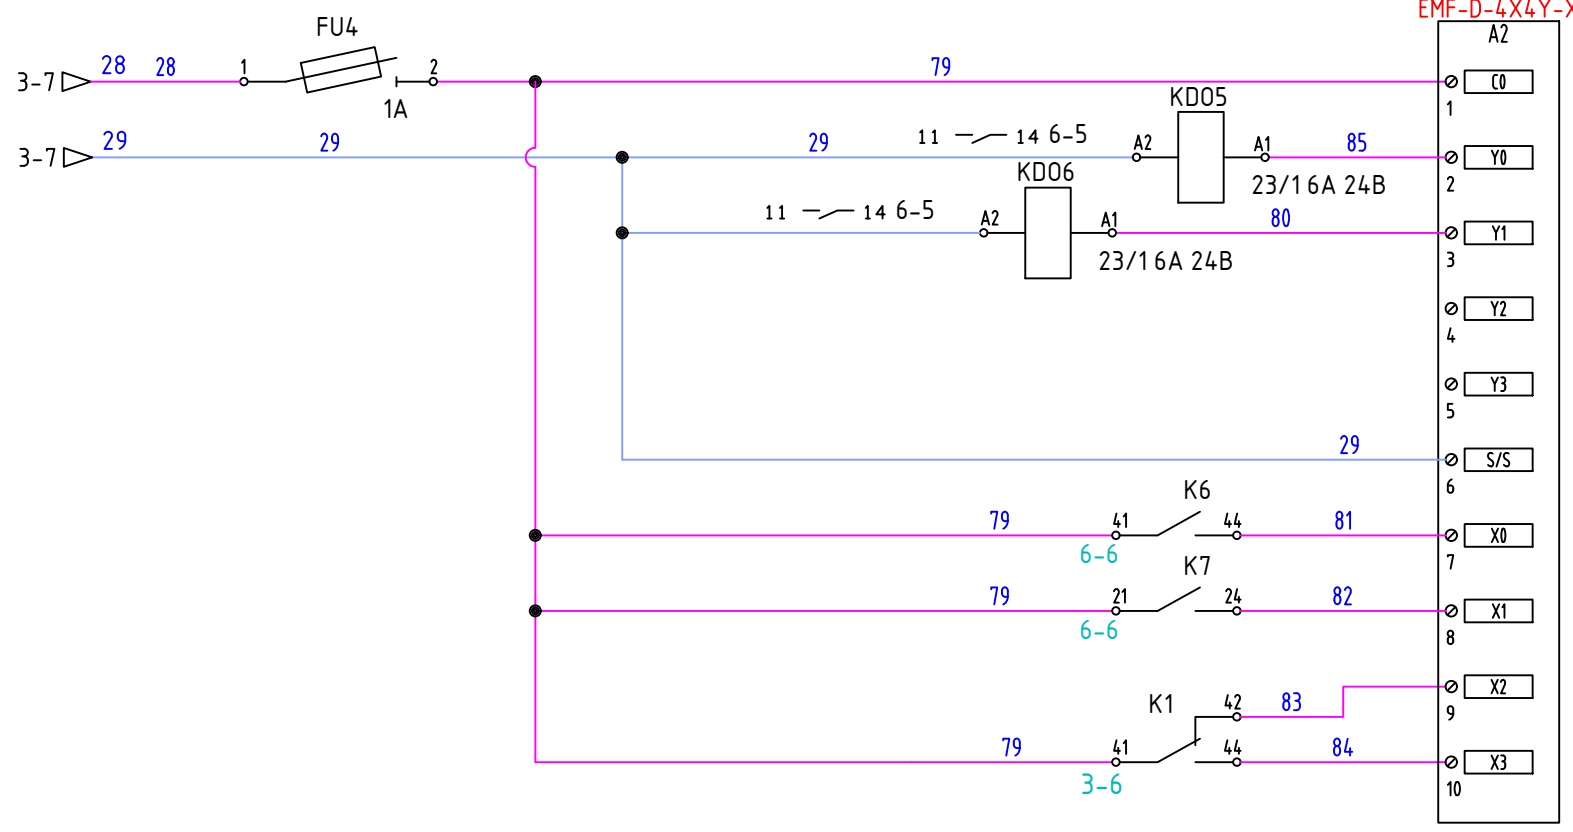 EMF-D-4X4Y-X
A2
FU4
3-7 28 28 1 2 79 C0
1A 1
KD05
3-7 29 29 29 11 14 6-5 A2 A1 85 Y0
23/16A 24В 2
KD06
11 14 6-5 A2 A1 80 Y1
23/16A 24В 3
Y2
4
Y3
5
29 S/S
6
K6
79 41 44 81 X0
6-6 7
K7
79 21 24 82 X1
6-6 8
X2
K1 42 83 9
79 41 44 84 X3
3-6 10